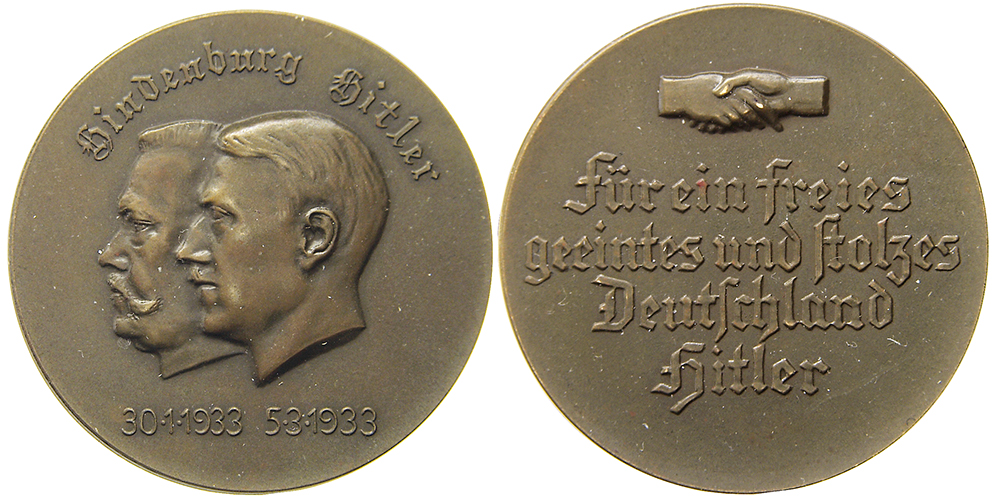 Hindenburg Hitler
30·1·1933 5·3·1933
Für ein freies
geeintes und stolzes
Deutschland
Hitler